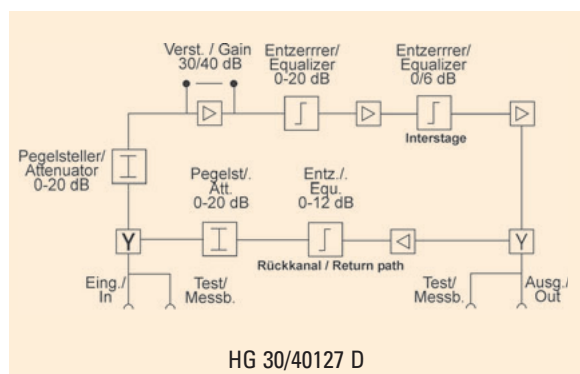 Verst. / Gain
30/40 dB
Entzerrrer/
Equalizer
0-20 dB
Entzerrrer/
Equalizer
0/6 dB
Interstage
Pegelsteller/
Attenuator
0-20 dB
Pegelst/.
Att.
0-20 dB
Entz./.
Equ.
0-12 dB
Y
Y
Rückkanal / Return path
Eing./
In
Test/
Messb.
Test/
Messb.
Ausg./
Out
HG 30/40127 D